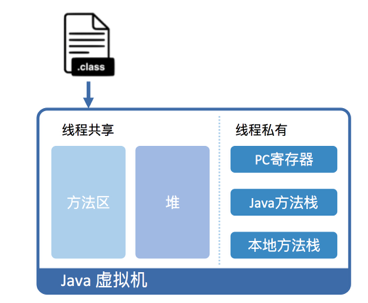 .class
线程共享
线程私有
方法区
堆
PC寄存器
Java方法栈
本地方法栈
Java 虚拟机